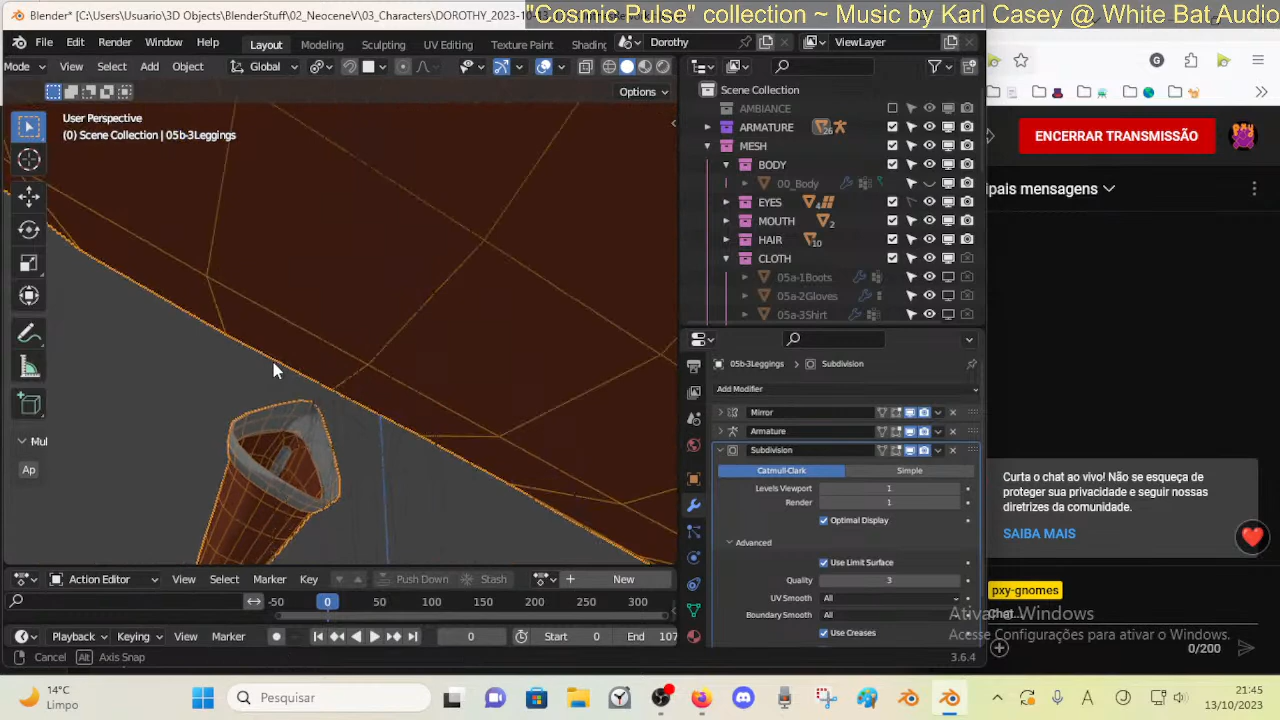 Blender* [C:\Users\Usuario\3D Objects\BlenderStuff\02_NeoceneV\03_Characters\DOROTHY_2023-10-13
"Cosmic Pulse" collection ~ Music by Karl Casey @ White Bat Audio
File Edit Render Window Help Layout Modeling Sculpting UV Editing Texture Paint Shading Dorothy ViewLayer
Mode View Select Add Object Global
Options
User Perspective
(0) Scene Collection | 05b-3Leggings
Mul
Ap
Scene Collection
AMBIANCE
ARMATURE 26
MESH
BODY
00_Body
EYES 4
MOUTH 2
HAIR 10
CLOTH
05a-1Boots
05a-2Gloves
05a-3Shirt
05b-3Leggings Subdivision
Add Modifier
Mirror
Armature
Subdivision
Catmull-Clark Simple
Levels Viewport 1
Render 1
Optimal Display
Advanced
Use Limit Surface
Quality 3
UV Smooth All
Boundary Smooth All
Use Creases
Action Editor View Select Marker Key Push Down Stash New
-50 0 50 100 150 200 250 300
Playback Keying View Marker 0 Start 0 End 107
Cancel Alt Axis Snap 3.6.4
G
ENCERRAR TRANSMISSÃO
ipais mensagens
Curta o chat ao vivo! Não se esqueça de
proteger sua privacidade e seguir nossas
diretrizes da comunidade.
SAIBA MAIS
pxy-gnomes
Chat...
Ativar o Windows
Acesse Configurações para ativar o Windows.
0/200
14°C
Limpo
Pesquisar
21:45
13/10/2023